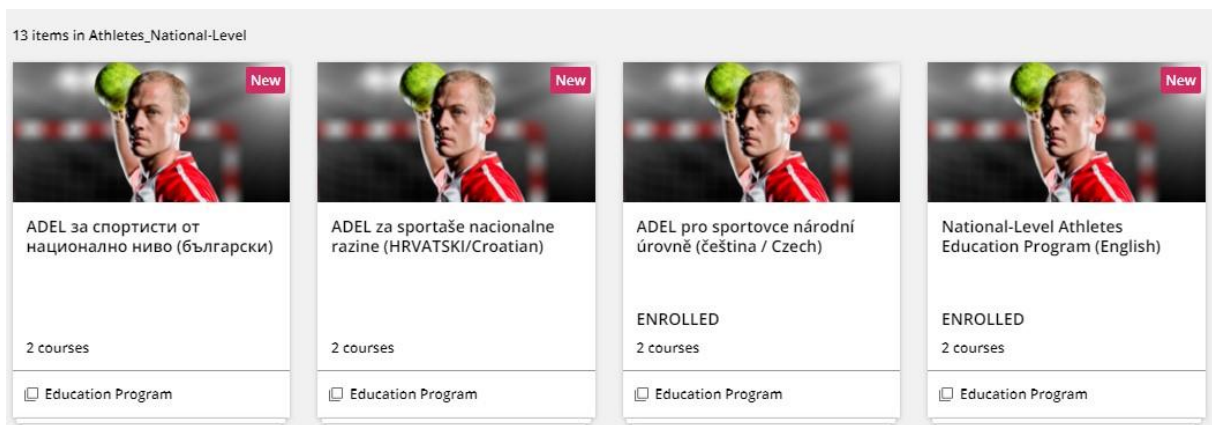 13 items in Athletes_National-Level
New
ADEL за спортисти от
национално ниво (български)
2 courses
Education Program
New
ADEL za sportaše nacionalne
razine (HRVATSKI/Croatian)
2 courses
Education Program
ADEL pro sportovce národní
úrovně (čeština / Czech)
ENROLLED
2 courses
Education Program
New
National-Level Athletes
Education Program (English)
ENROLLED
2 courses
Education Program